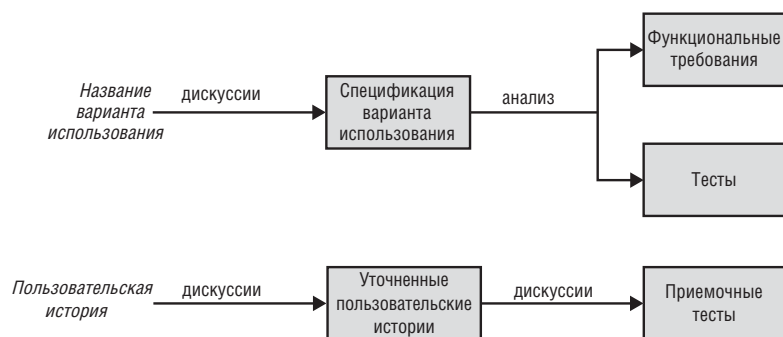 Название
варианта
использования
дискуссии
Спецификация
варианта
использования
анализ
Функциональные
требования
Тесты
Пользовательская
история
дискуссии
Уточненные
пользовательские
истории
дискуссии
Приемочные
тесты